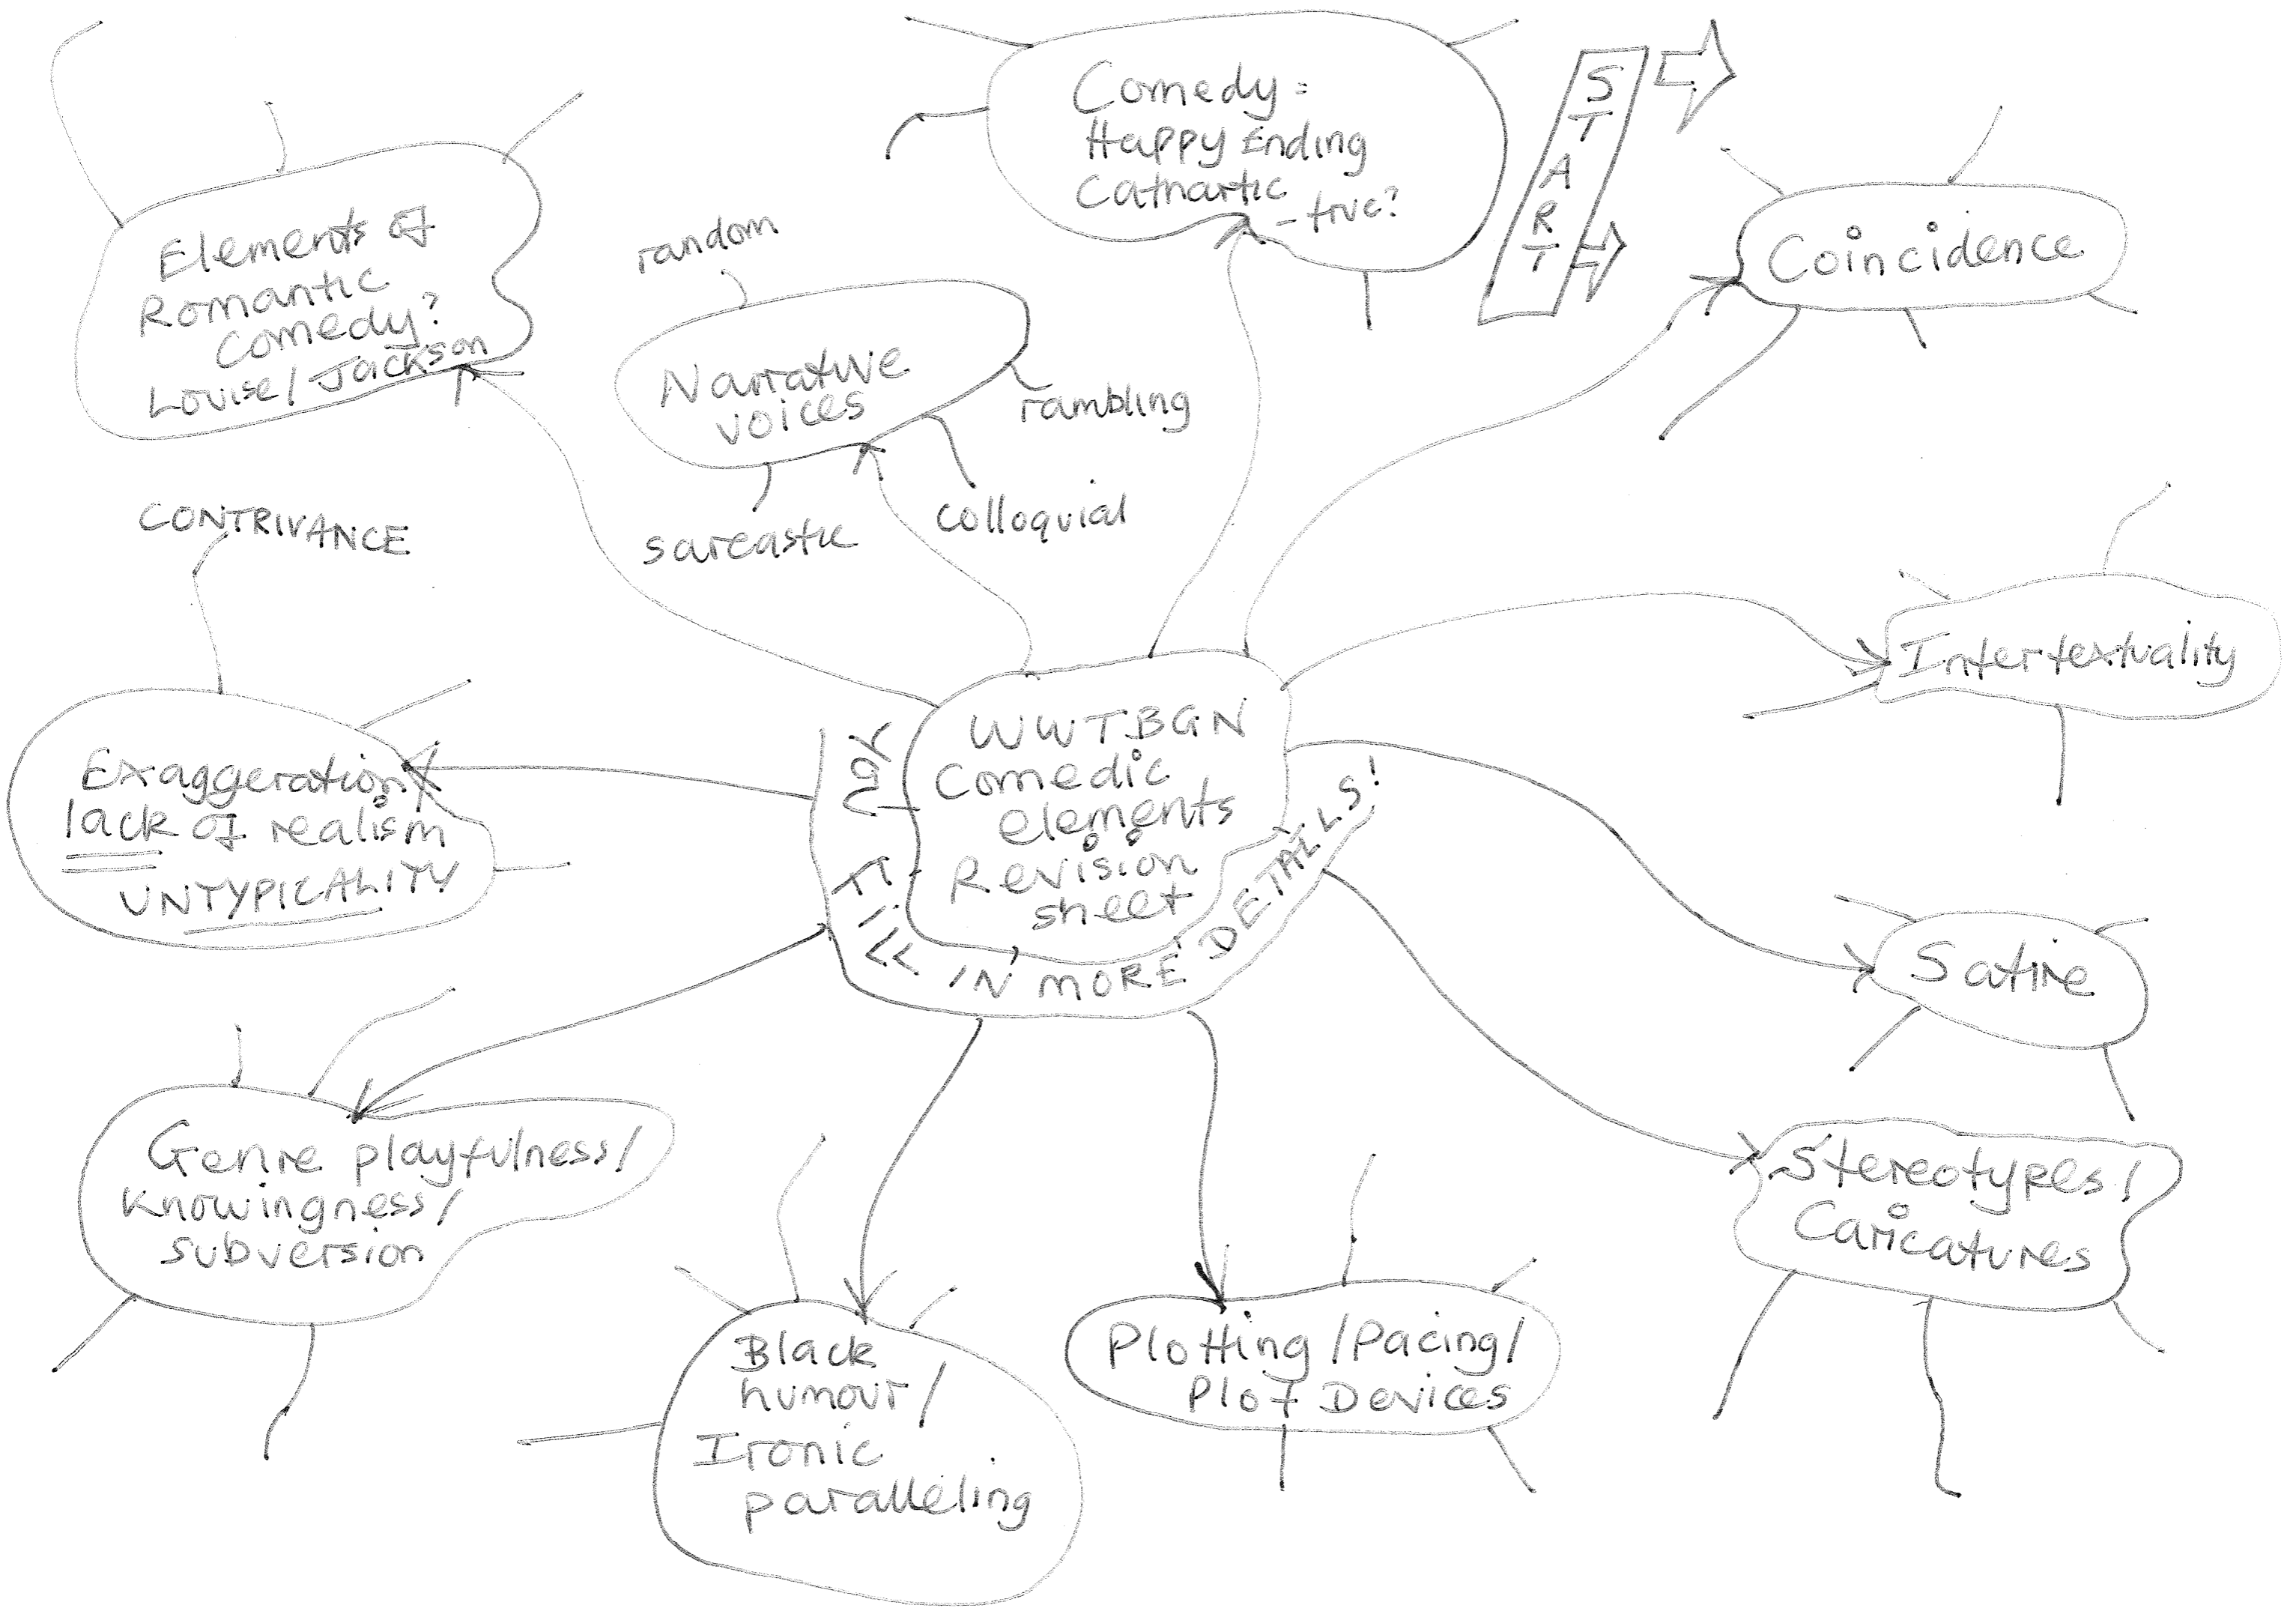 Comedy =
Happy Ending
Cathartic
- true?
START
Coincidence
Intertextuality
Satire
Stereotypes/
Caricatures
Plotting/Pacing/
Plot Devices
Black
humour/
Ironic
paralleling
Genre playfulness/
knowingness/
subversion
Exaggeration/
lack of realism
UNTYPICALITY
CONTRIVANCE
Elements of
Romantic
Comedy?
Louise/Jackson
Narrative
voices
random
rambling
colloquial
sarcastic
WWTBGN
Comedic
elements
Revision
sheet
YOU FILL IN MORE DETAILS!